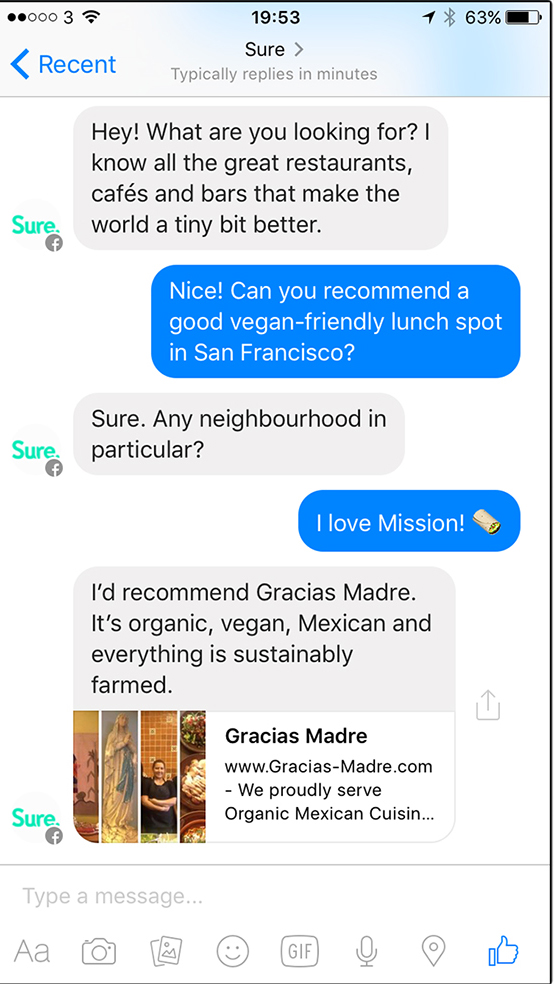 3 19:53 63%
Recent
Sure
Typically replies in minutes
Hey! What are you looking for? I
know all the great restaurants,
cafés and bars that make the
world a tiny bit better.
Sure.
Nice! Can you recommend a
good vegan-friendly lunch spot
in San Francisco?
Sure. Any neighbourhood in
particular?
Sure.
I love Mission! 🌯
I’d recommend Gracias Madre.
It’s organic, vegan, Mexican and
everything is sustainably
farmed.
Gracias Madre
www.Gracias-Madre.com
- We proudly serve
Organic Mexican Cuisin...
Sure.
Type a message...
Aa
GIF